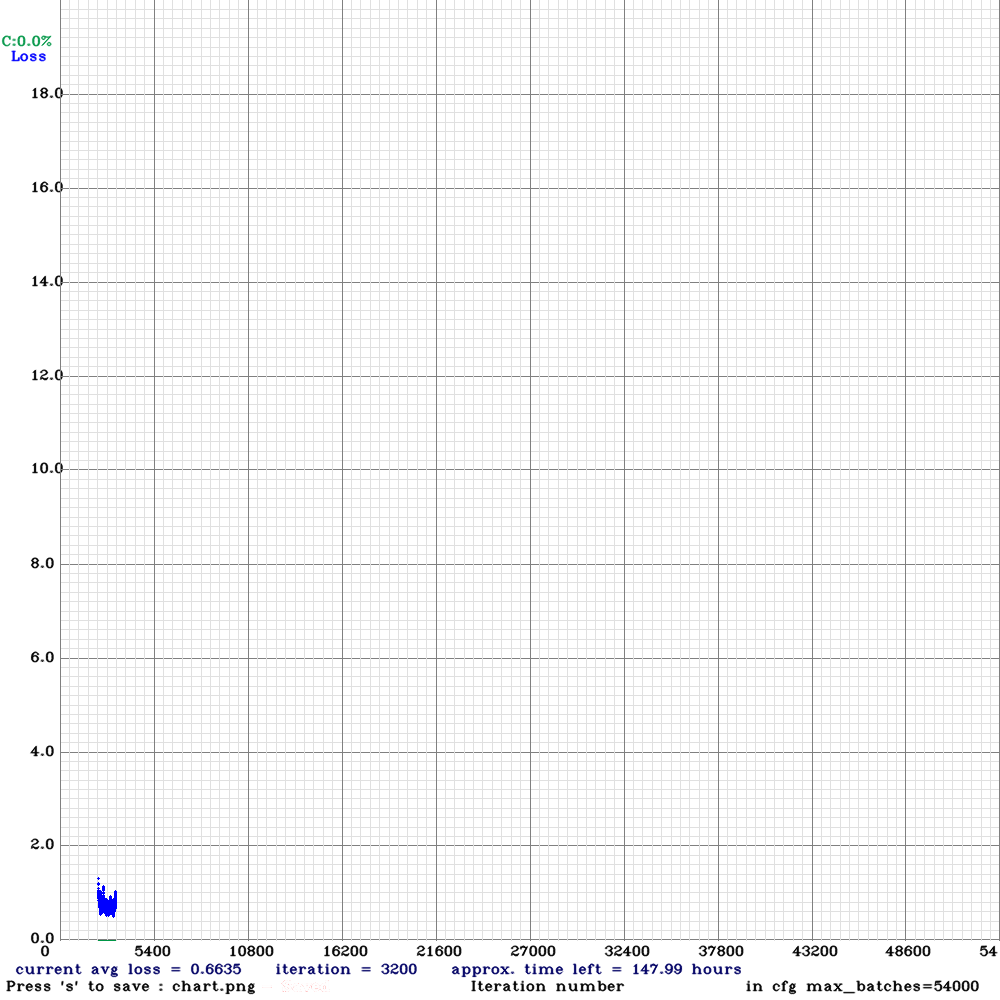 C:0.0%
Loss
18.0
16.0
14.0
12.0
10.0
8.0
6.0
4.0
2.0
0.0
0 5400 10800 16200 21600 27000 32400 37800 43200 48600 54
current avg loss = 0.6635 iteration = 3200 approx. time left = 147.99 hours
Press 's' to save : chart.png Iteration number in cfg max_batches=54000